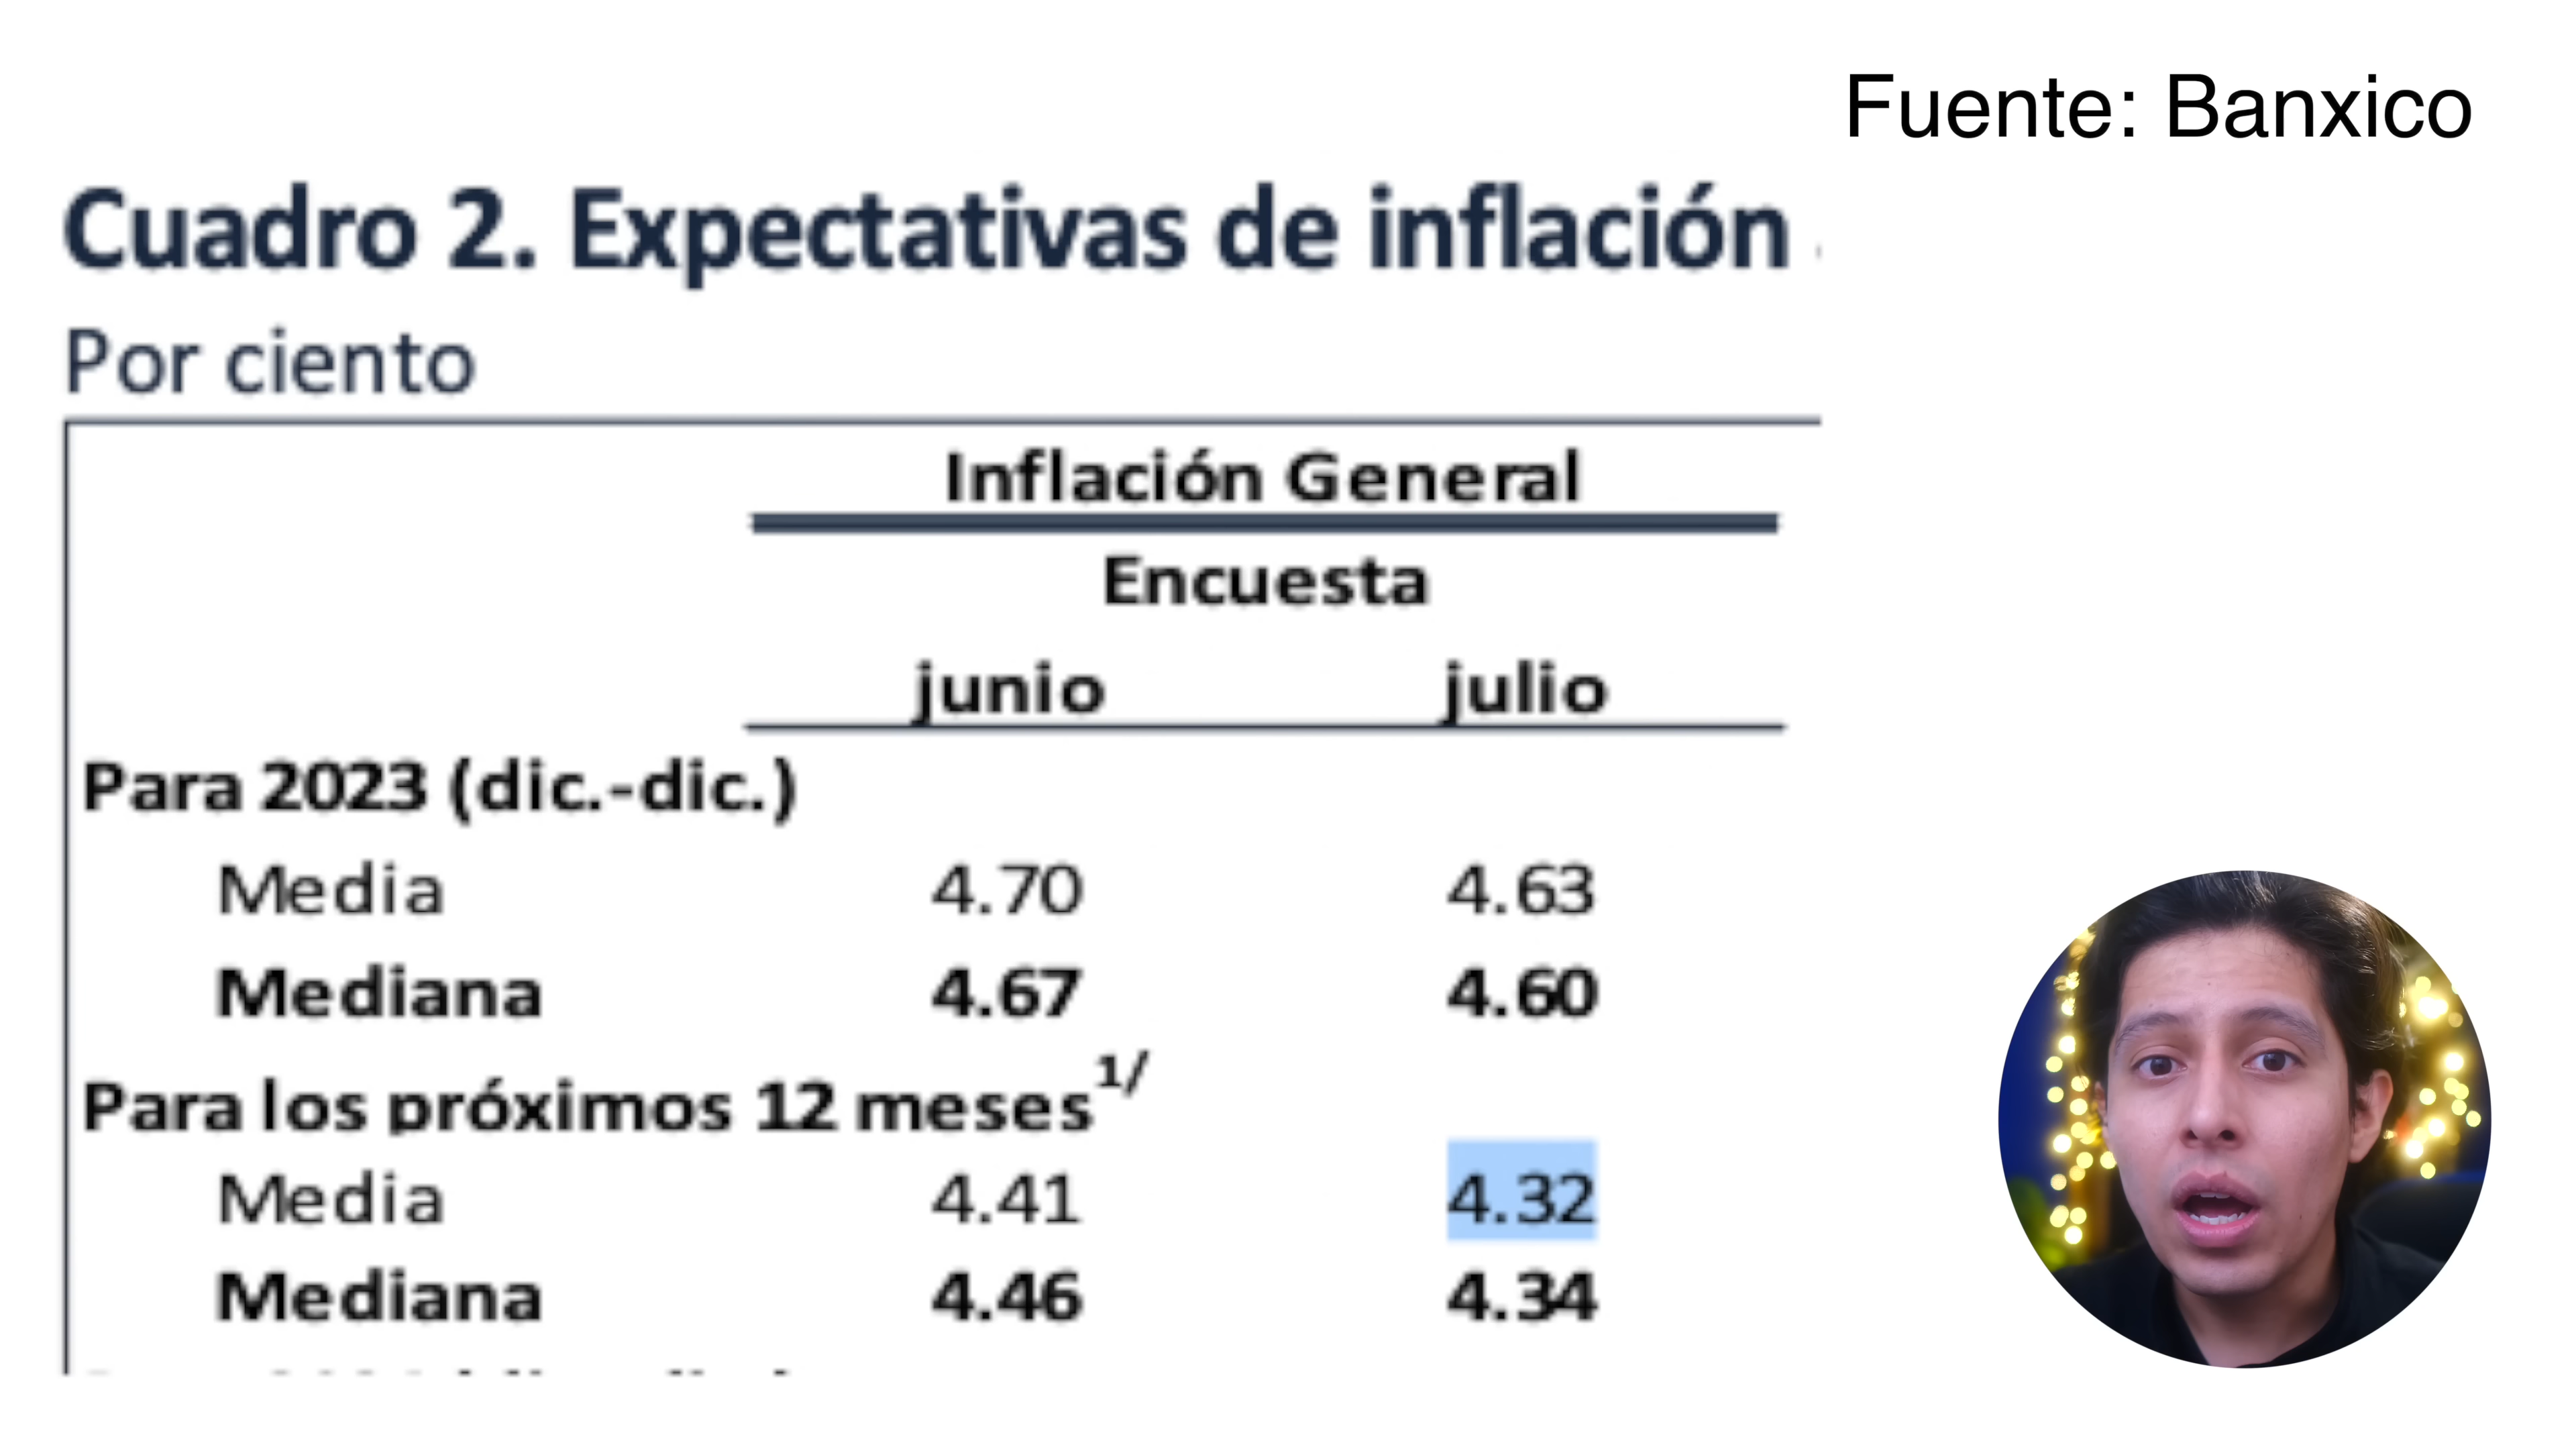 Fuente: Banxico
Cuadro 2. Expectativas de inflación
Por ciento
Inflación General
Encuesta
junio julio
Para 2023 (dic.-dic.)
Media 4.70 4.63
Mediana 4.67 4.60
Para los próximos 12 meses 1/
Media 4.41 4.32
Mediana 4.46 4.34